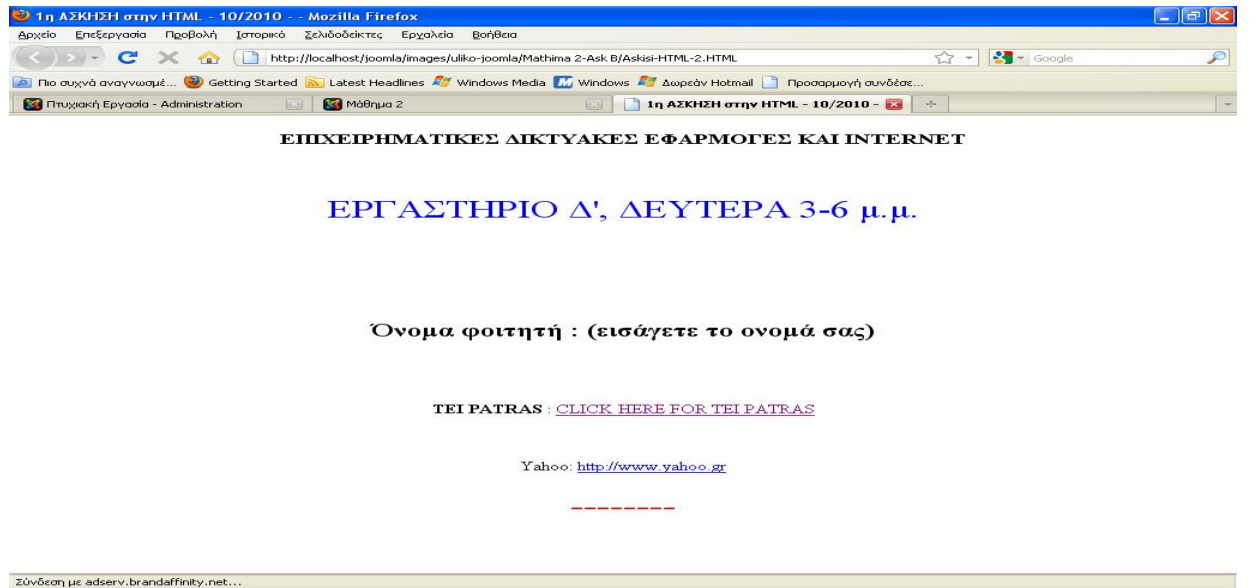 1η ΑΣΚΗΣΗ στην HTML - 10/2010 - - Mozilla Firefox
Αρχείο Επεξεργασία Προβολή Ιστορικό Σελιδοδείκτες Εργαλεία Βοήθεια
http://localhost/joomla/images/uliko-joomla/Mathima 2-Ask B/Askisi-HTML-2.HTML Google
Πιο συχνά αναγνωσμέ... Getting Started Latest Headlines Windows Media Windows Δωρεάν Hotmail Προσαρμογή συνδέσε...
Πτυχιακή Εργασία - Administration Μάθημα 2 1η ΑΣΚΗΣΗ στην HTML - 10/2010 -
ΕΠΙΧΕΙΡΗΜΑΤΙΚΕΣ ΔΙΚΤΥΑΚΕΣ ΕΦΑΡΜΟΓΕΣ ΚΑΙ INTERNET
ΕΡΓΑΣΤΗΡΙΟ Δ', ΔΕΥΤΕΡΑ 3-6 μ.μ.
Όνομα φοιτητή : (εισάγετε το ονομά σας)
TEI PATRAS : CLICK HERE FOR TEI PATRAS
Yahoo: http://www.yahoo.gr
--------
Σύνδεση με adserv.brandaffinity.net...